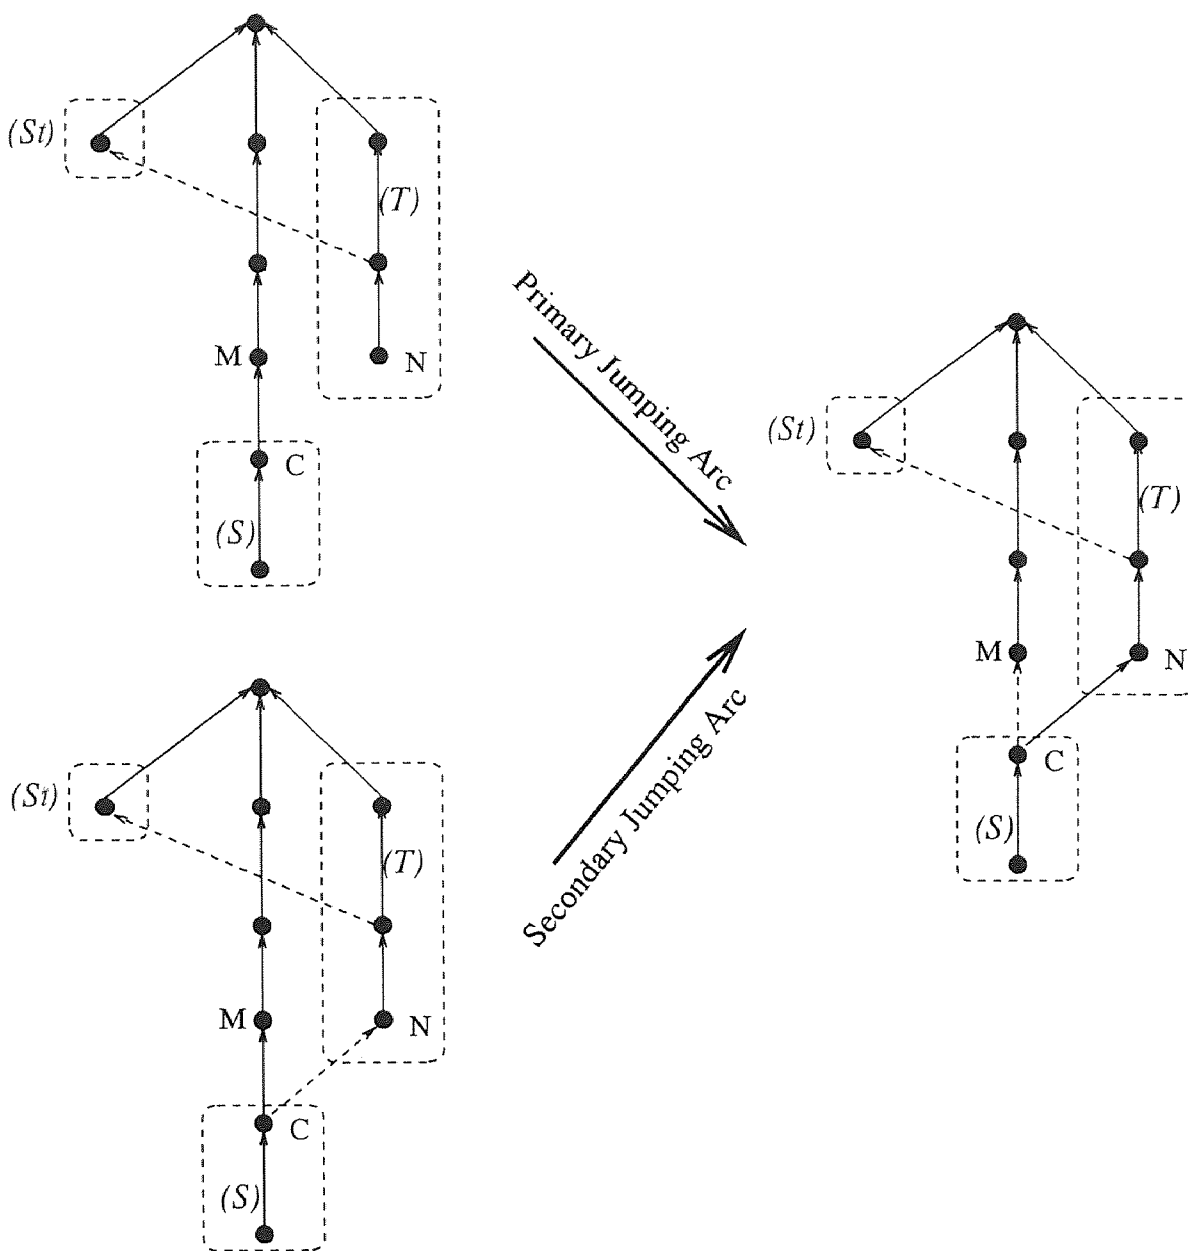 (St)
(T)
M
N
C
(S)
Primary Jumping Arc
(St)
(T)
M
N
C
(S)
Secondary Jumping Arc
(St)
(T)
M
N
C
(S)